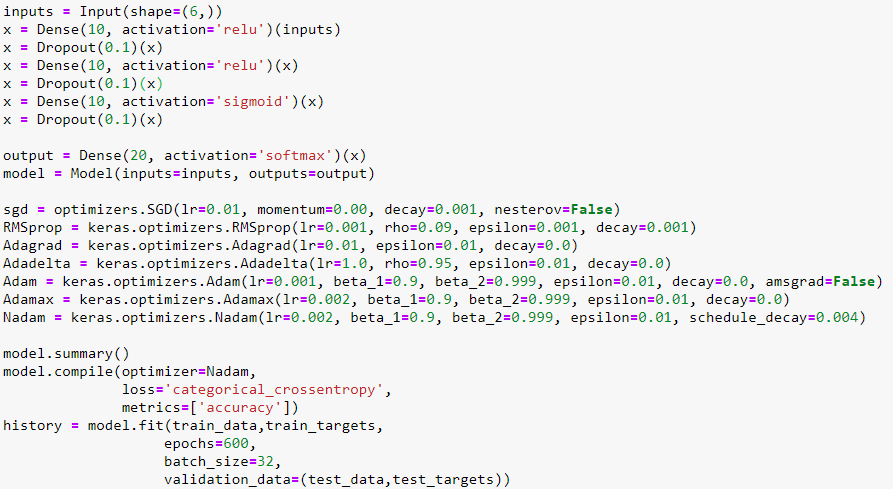 inputs = Input(shape=(6,))
x = Dense(10, activation='relu')(inputs)
x = Dropout(0.1)(x)
x = Dense(10, activation='relu')(x)
x = Dropout(0.1)(x)
x = Dense(10, activation='sigmoid')(x)
x = Dropout(0.1)(x)
output = Dense(20, activation='softmax')(x)
model = Model(inputs=inputs, outputs=output)
sgd = optimizers.SGD(lr=0.01, momentum=0.00, decay=0.001, nesterov=False)
RMSprop = keras.optimizers.RMSprop(lr=0.001, rho=0.09, epsilon=0.001, decay=0.001)
Adagrad = keras.optimizers.Adagrad(lr=0.01, epsilon=0.01, decay=0.0)
Adadelta = keras.optimizers.Adadelta(lr=1.0, rho=0.95, epsilon=0.01, decay=0.0)
Adam = keras.optimizers.Adam(lr=0.001, beta_1=0.9, beta_2=0.999, epsilon=0.01, decay=0.0, amsgrad=False)
Adamax = keras.optimizers.Adamax(lr=0.002, beta_1=0.9, beta_2=0.999, epsilon=0.01, decay=0.0)
Nadam = keras.optimizers.Nadam(lr=0.002, beta_1=0.9, beta_2=0.999, epsilon=0.01, schedule_decay=0.004)
model.summary()
model.compile(optimizer=Nadam,
loss='categorical_crossentropy',
metrics=['accuracy'])
history = model.fit(train_data,train_targets,
epochs=600,
batch_size=32,
validation_data=(test_data,test_targets))